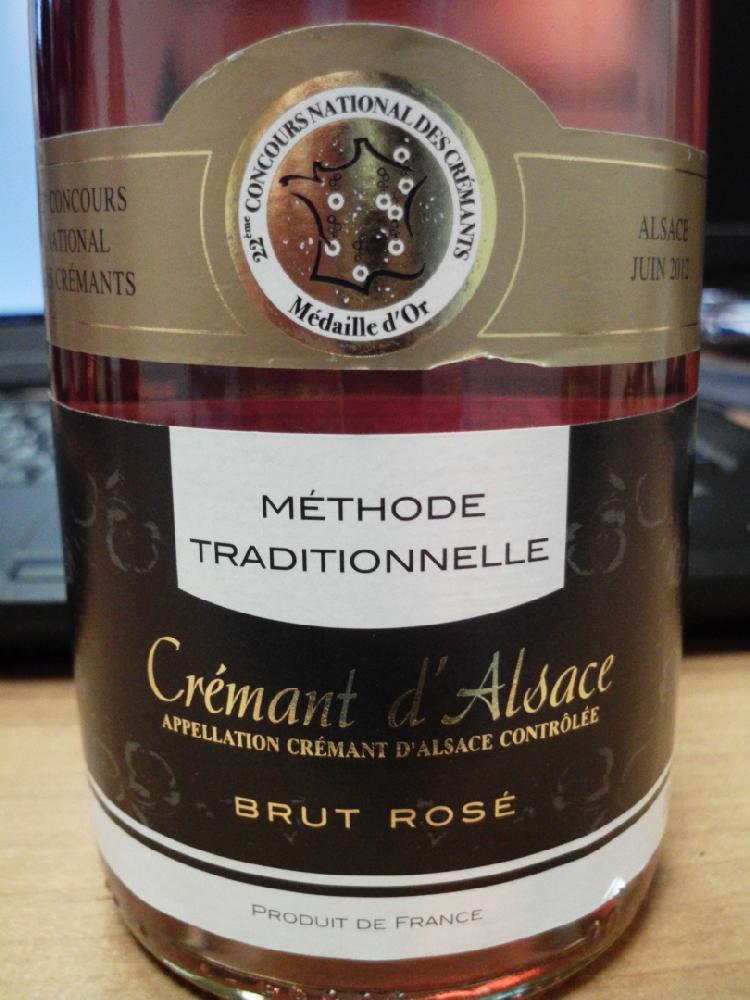 22ème CONCOURS NATIONAL DES CRÉMANTS
Médaille d'Or
CONCOURS
NATIONAL
CRÉMANTS
ALSACE
JUIN 2012
MÉTHODE
TRADITIONNELLE
Crémant d'Alsace
APPELLATION CRÉMANT D'ALSACE CONTRÔLÉE
BRUT ROSÉ
PRODUIT DE FRANCE